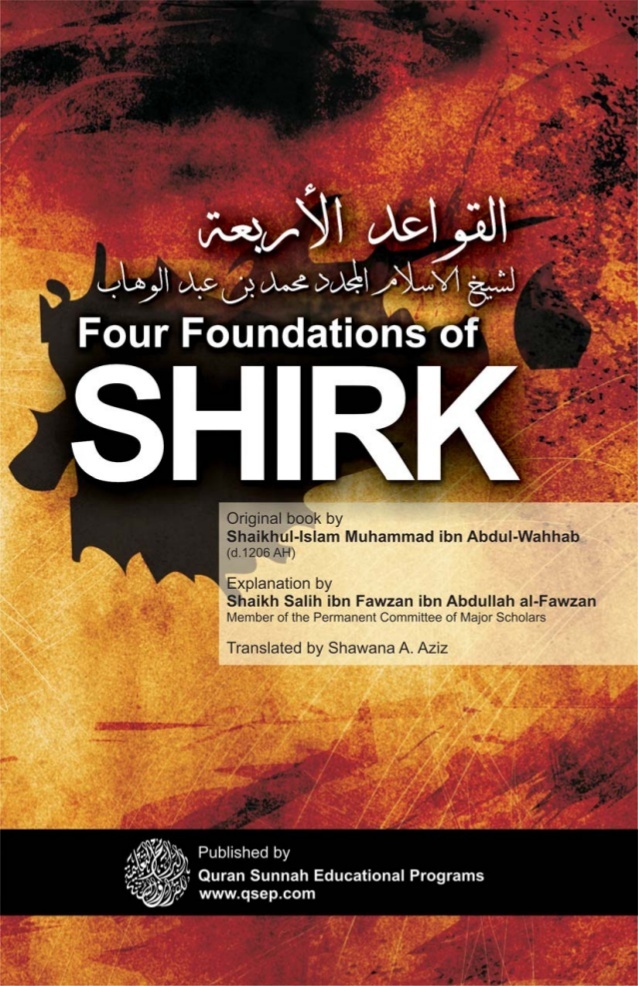 القواعد الأربعة
لشيخ الاسلام المجدد محمد بن عبد الوهاب
Four Foundations of
SHIRK
Original book by
Shaikhul-Islam Muhammad ibn Abdul-Wahhab
(d.1206 AH)
Explanation by
Shaikh Salih ibn Fawzan ibn Abdullah al-Fawzan
Member of the Permanent Committee of Major Scholars
Translated by Shawana A. Aziz
Published by
Quran Sunnah Educational Programs
www.qsep.com